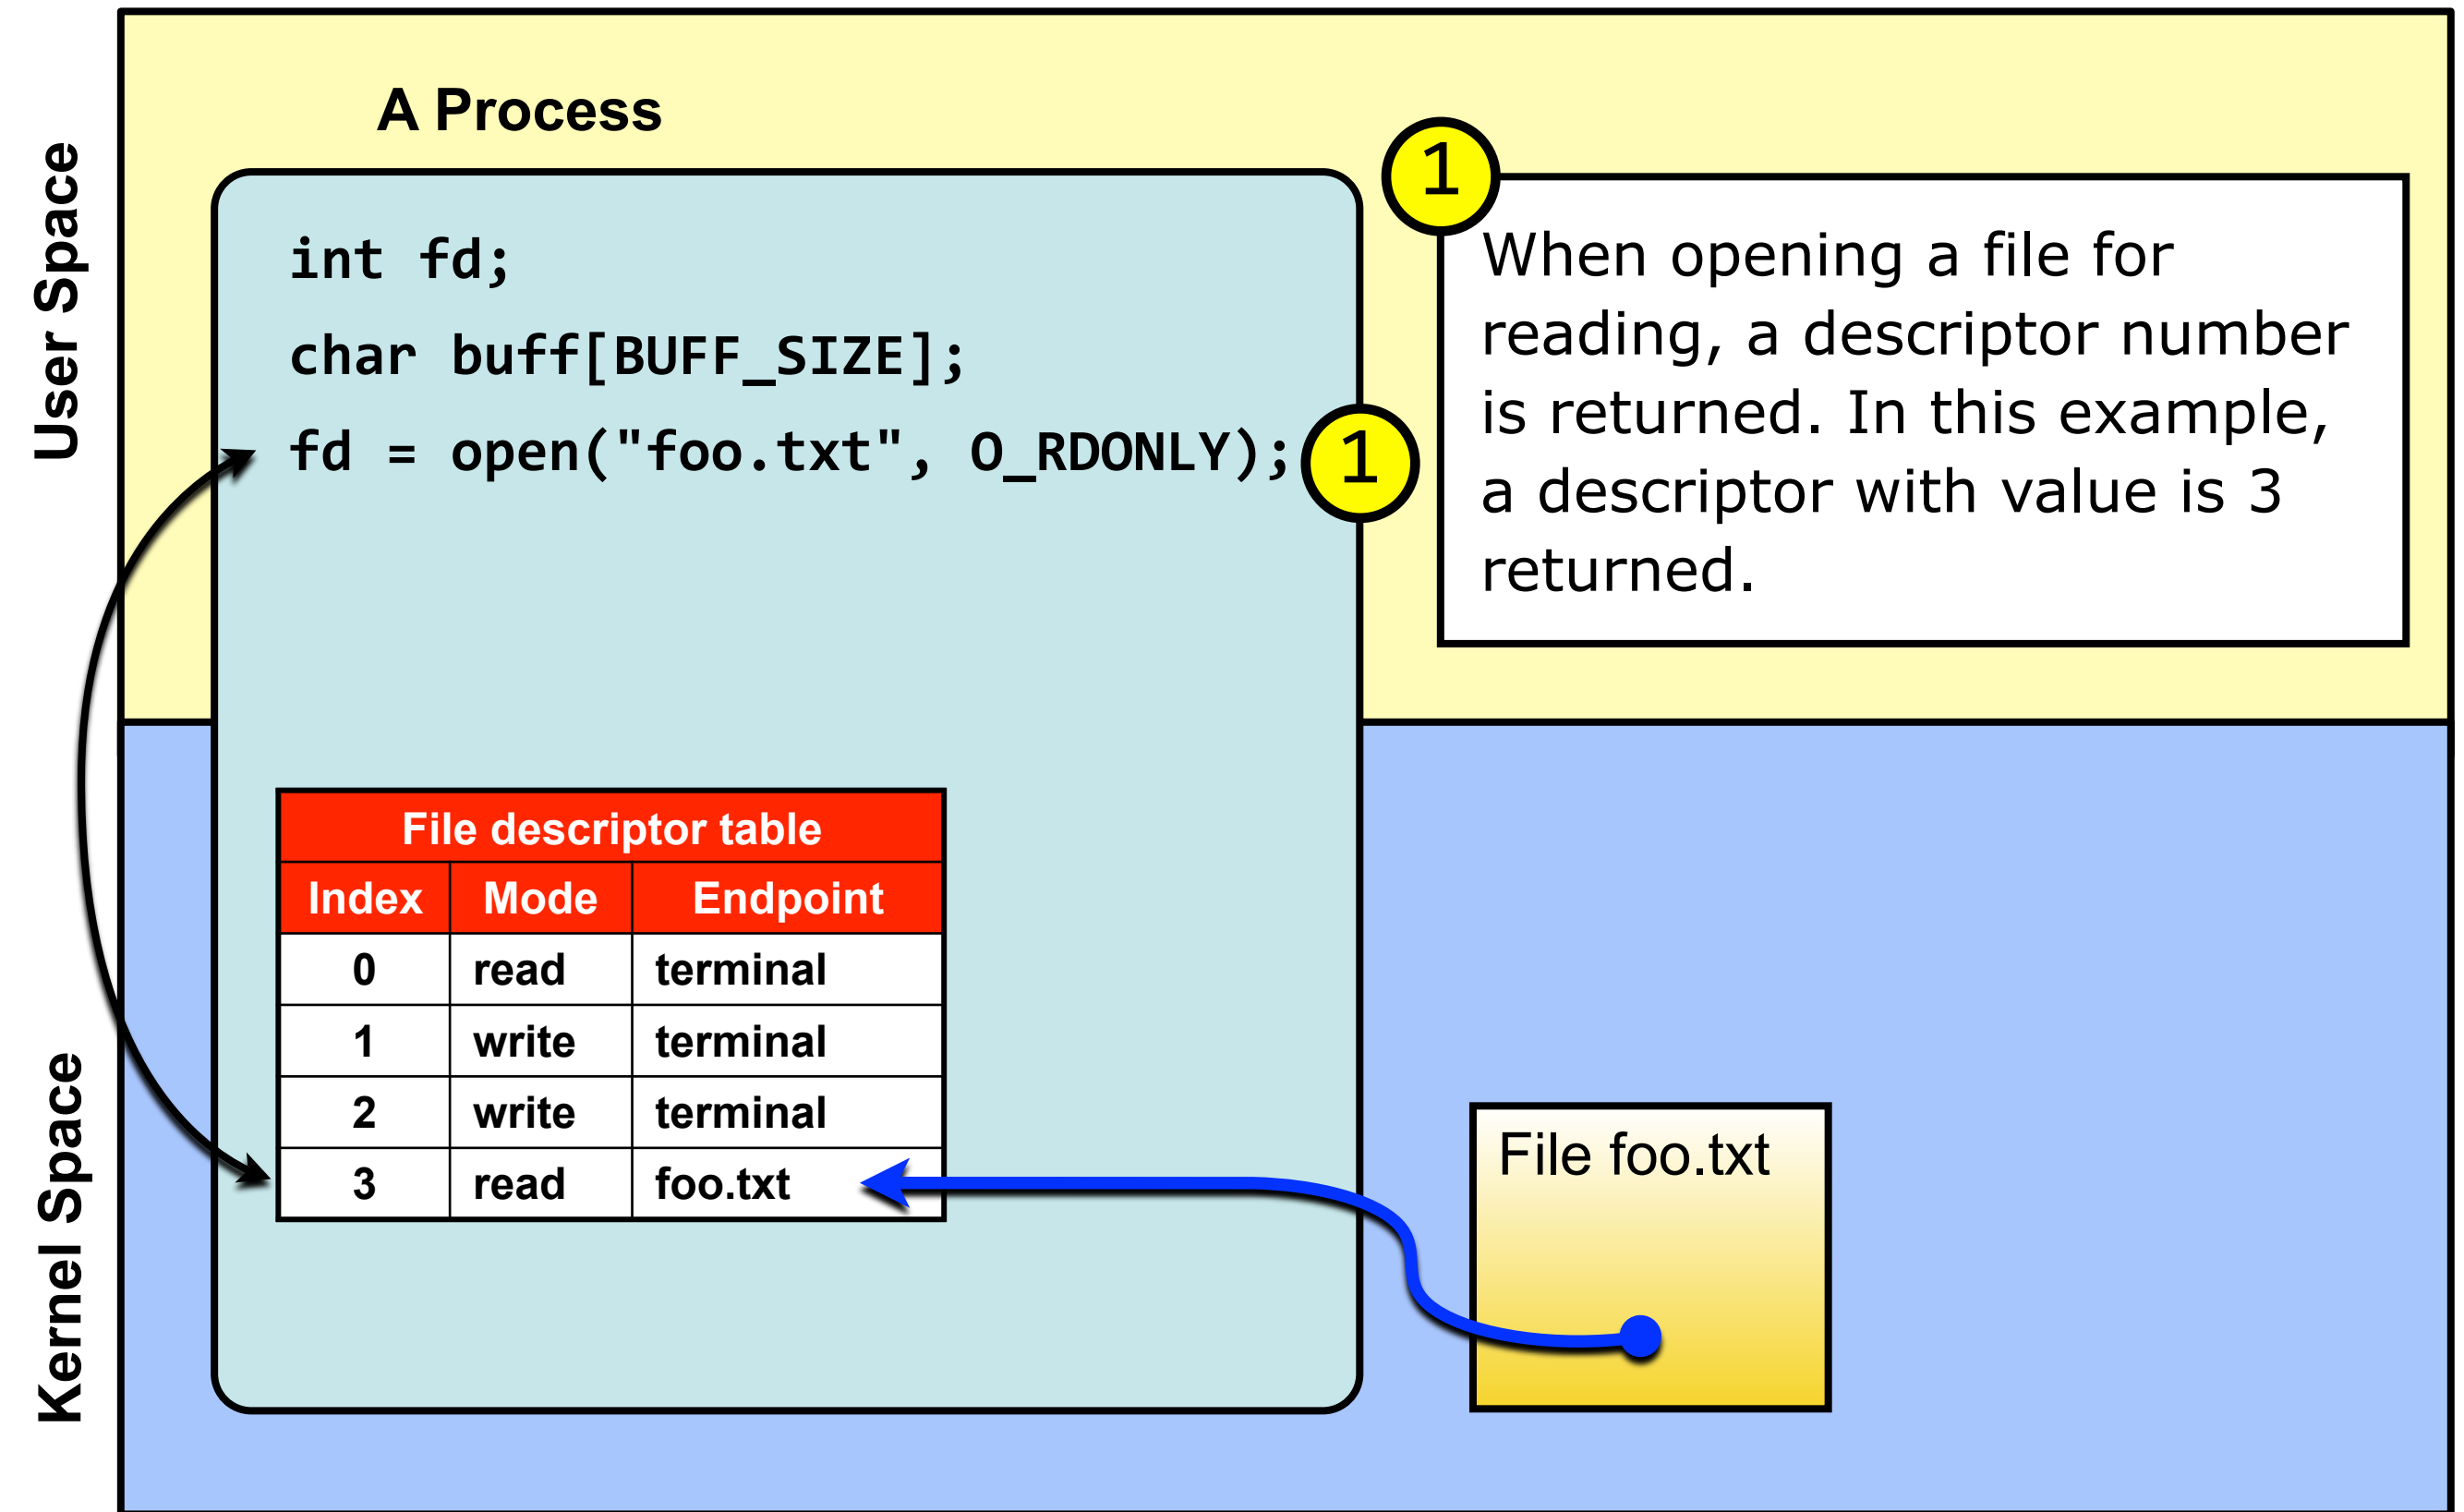 A Process
User Space
int fd;
char buff[BUFF_SIZE];
fd = open("foo.txt", O_RDONLY);
1
1
When opening a file for
reading, a descriptor number
is returned. In this example,
a descriptor with value is 3
returned.
Kernel Space
File descriptor table
Index Mode Endpoint
0 read terminal
1 write terminal
2 write terminal
3 read foo.txt
File foo.txt